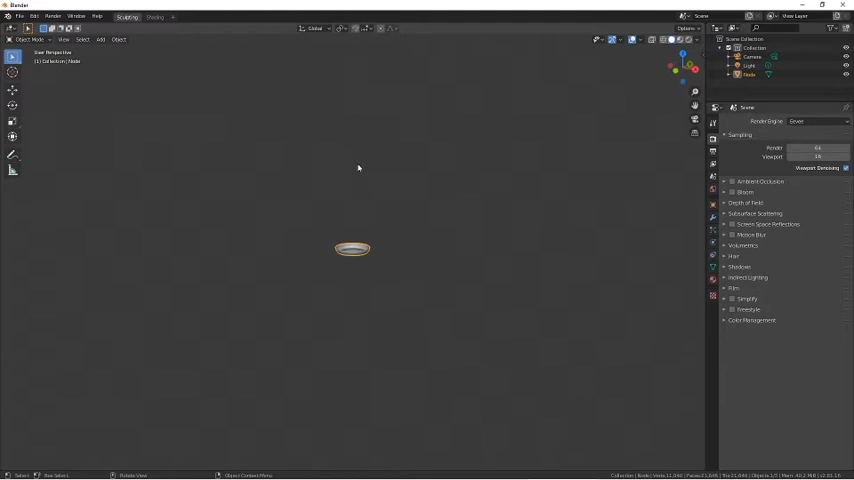 Blender
File Edit Render Window Help Sculpting Shading + Scene View Layer
Global Options
Object Mode View Select Add Object
User Perspective
(1) Collection | Node
Scene Collection
Collection
Camera
Light
Node
Scene
Render Engine Eevee
Sampling
Render 64
Viewport 16
Viewport Denoising
Ambient Occlusion
Bloom
Depth of Field
Subsurface Scattering
Screen Space Reflections
Motion Blur
Volumetrics
Hair
Shadows
Indirect Lighting
Film
Simplify
Freestyle
Color Management
Select Box Select Rotate View Object Context Menu